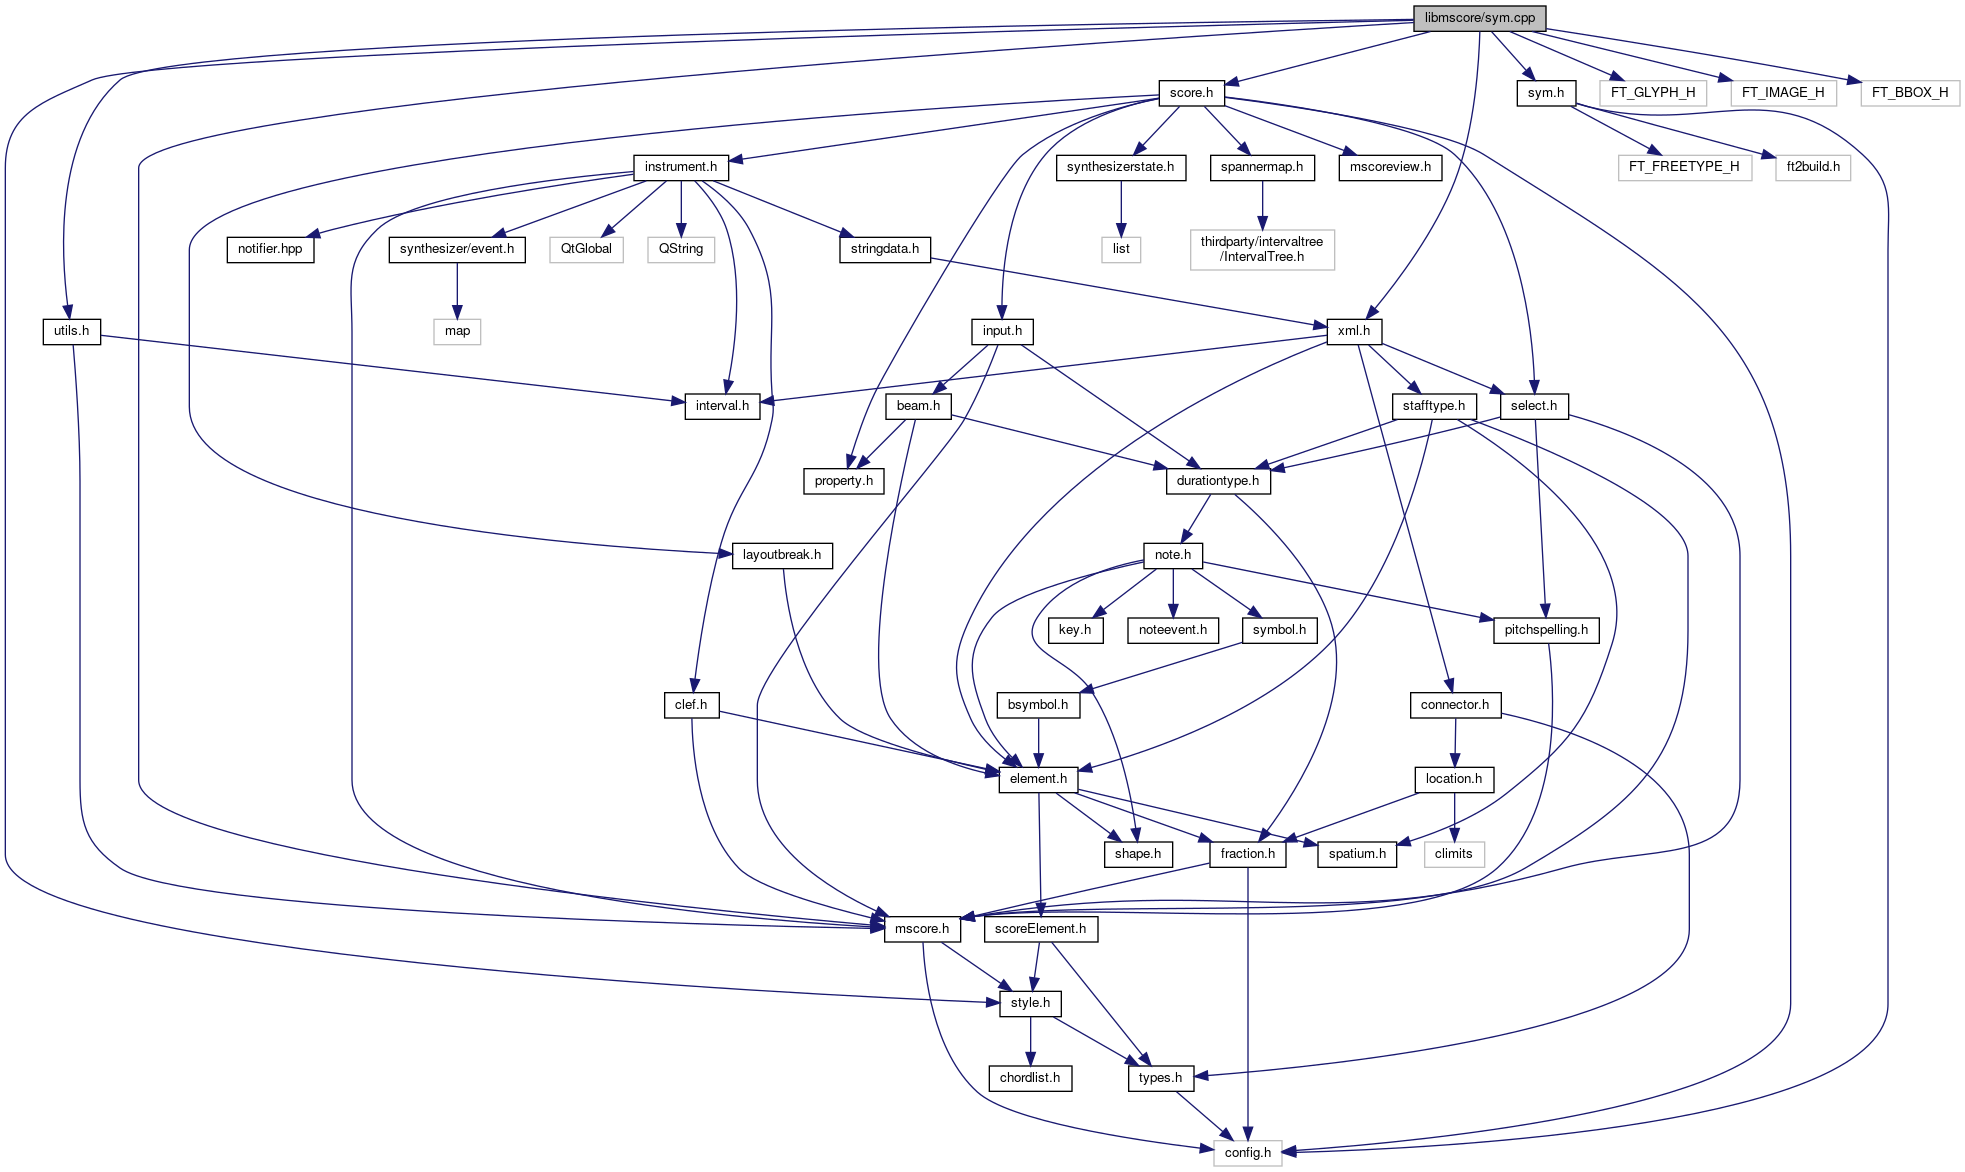 libmscore/sym.cpp
score.h
sym.h
FT_GLYPH_H
FT_IMAGE_H
FT_BBOX_H
instrument.h
synthesizerstate.h
spannermap.h
mscoreview.h
FT_FREETYPE_H
ft2build.h
notifier.hpp
synthesizer/event.h
QtGlobal
QString
stringdata.h
list
thirdparty/intervaltree
/IntervalTree.h
utils.h
map
input.h
xml.h
interval.h
beam.h
stafftype.h
select.h
property.h
durationtype.h
layoutbreak.h
note.h
key.h
noteevent.h
symbol.h
pitchspelling.h
clef.h
bsymbol.h
connector.h
element.h
location.h
shape.h
fraction.h
spatium.h
climits
mscore.h
scoreElement.h
style.h
chordlist.h
types.h
config.h